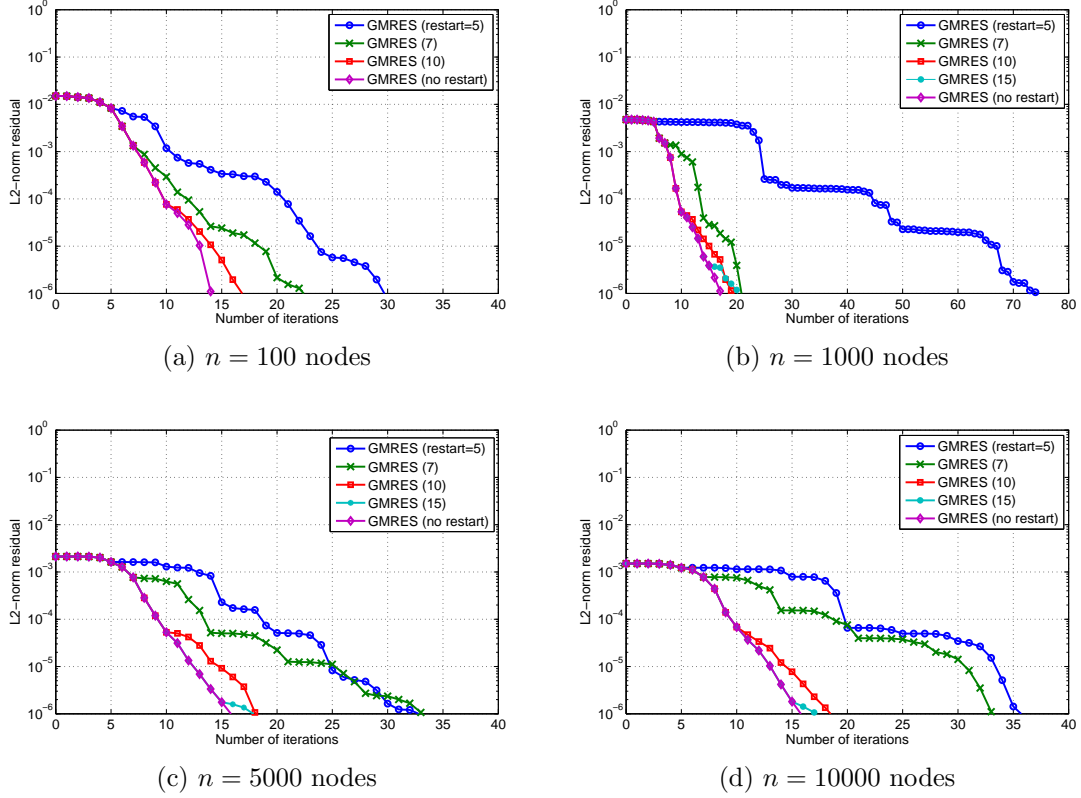 10^0
10^-1
10^-2
10^-3
10^-4
10^-5
10^-6
L2-norm residual
0 5 10 15 20 25 30 35 40
Number of iterations
GMRES (restart=5)
GMRES (7)
GMRES (10)
GMRES (no restart)
(a) n = 100 nodes
10^0
10^-1
10^-2
10^-3
10^-4
10^-5
10^-6
L2-norm residual
0 10 20 30 40 50 60 70 80
Number of iterations
GMRES (restart=5)
GMRES (7)
GMRES (10)
GMRES (15)
GMRES (no restart)
(b) n = 1000 nodes
10^0
10^-1
10^-2
10^-3
10^-4
10^-5
10^-6
L2-norm residual
0 5 10 15 20 25 30 35 40
Number of iterations
GMRES (restart=5)
GMRES (7)
GMRES (10)
GMRES (15)
GMRES (no restart)
(c) n = 5000 nodes
10^0
10^-1
10^-2
10^-3
10^-4
10^-5
10^-6
L2-norm residual
0 5 10 15 20 25 30 35 40
Number of iterations
GMRES (restart=5)
GMRES (7)
GMRES (10)
GMRES (15)
GMRES (no restart)
(d) n = 10000 nodes